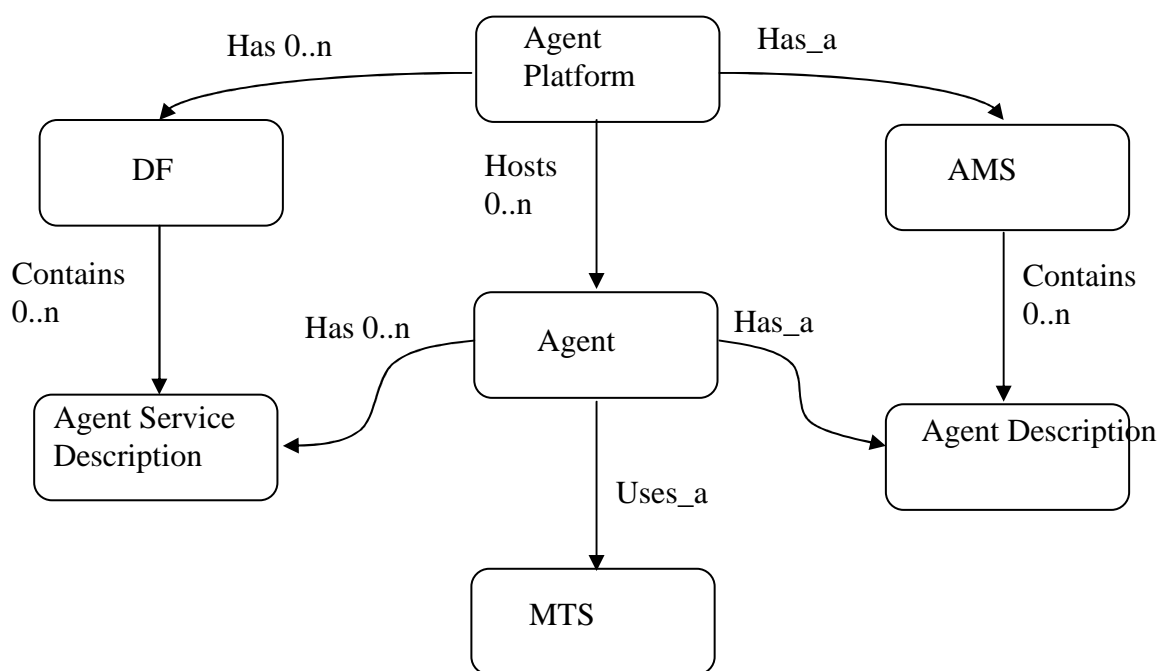 Has 0..n
Agent
Platform
Has_a
DF
Hosts
0..n
AMS
Contains
0..n
Has 0..n
Agent
Has_a
Contains
0..n
Agent Service
Description
Agent Description
Uses_a
MTS